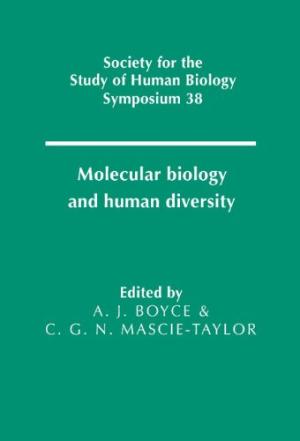 Society for the
Study of Human Biology
Symposium 38
Molecular biology
and human diversity
Edited by
A. J. BOYCE &
C. G. N. MASCIE-TAYLOR